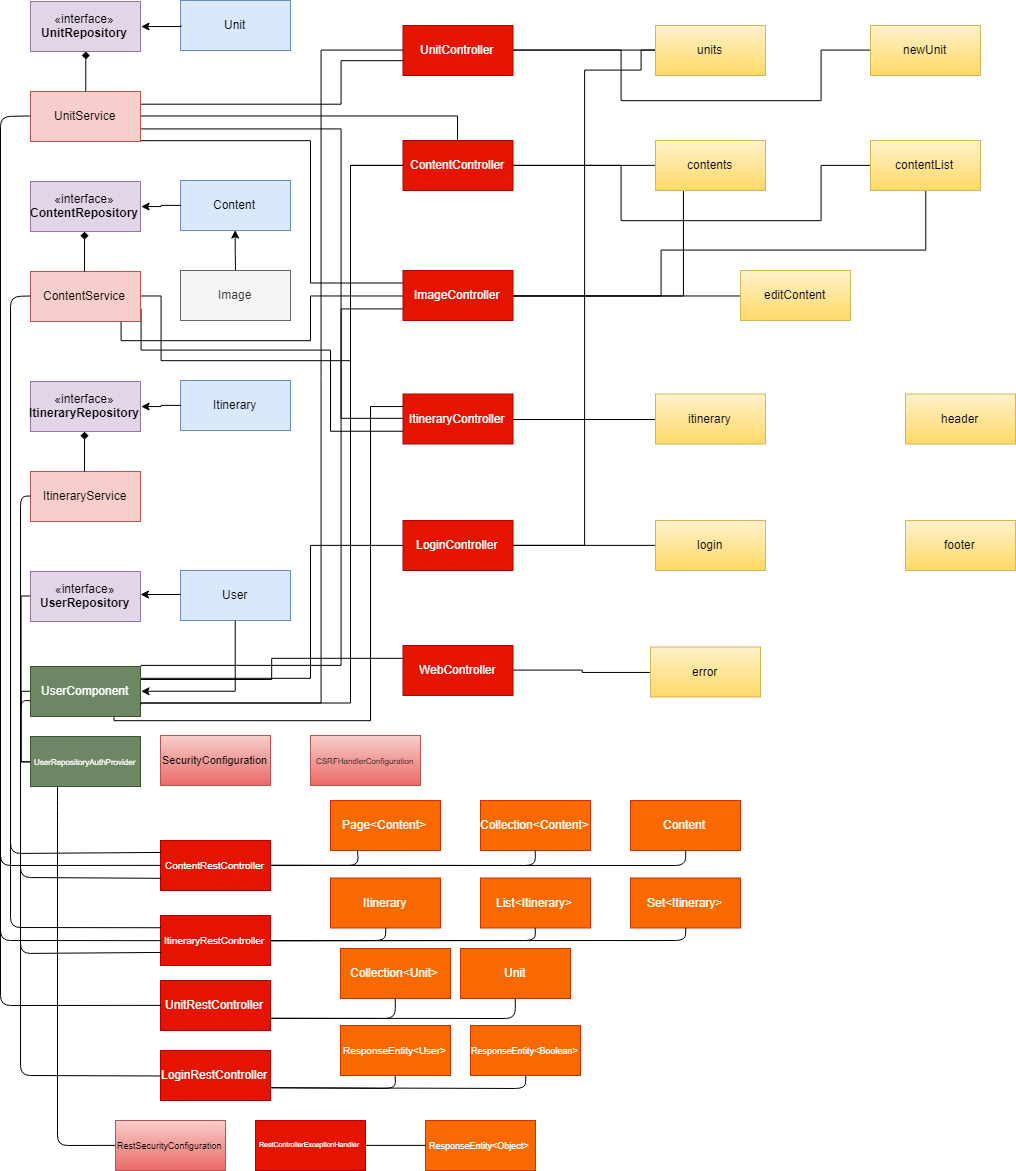 «interface»
UnitRepository
Unit
UnitController
units
newUnit
UnitService
ContentController
contents
contentList
«interface»
ContentRepository
Content
ContentService
Image
ImageController
editContent
«interface»
ItineraryRepository
Itinerary
ItineraryController
itinerary
header
ItineraryService
LoginController
login
footer
«interface»
UserRepository
User
UserComponent
WebController
error
UserRepositoryAuthProvider
SecurityConfiguration
CSRFHandlerConfiguration
Page<Content>
Collection<Content>
Content
ContentRestController
Itinerary
List<Itinerary>
Set<Itinerary>
ItineraryRestController
Collection<Unit>
Unit
UnitRestController
ResponseEntity<User>
ResponseEntity<Boolean>
LoginRestController
RestSecurityConfiguration
RestControllerExceptionHandler
ResponseEntity<Object>